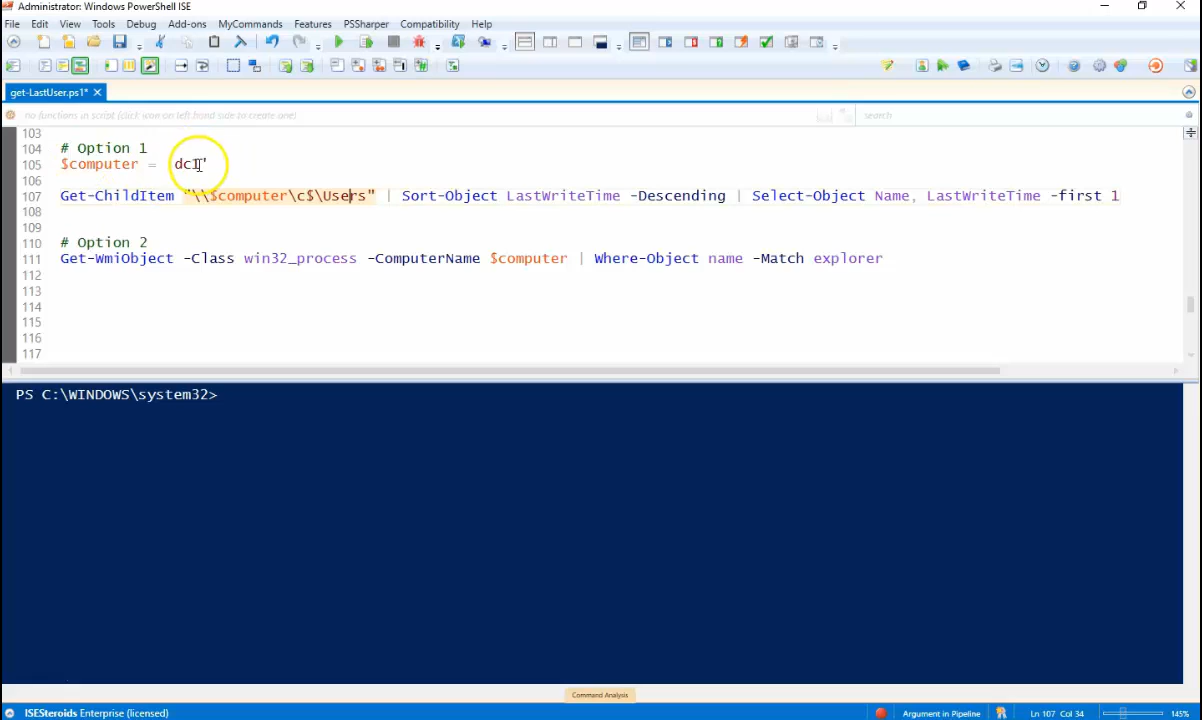 Administrator: Windows PowerShell ISE
File Edit View Tools Debug Add-ons MyCommands Features PSSharper Compatibility Help
get-LastUser.ps1* X
no functions in script (click icon on left hand side to create one) search
103
104 # Option 1
105 $computer = 'dc1'
106
107 Get-ChildItem "\\$computer\c$\Users" | Sort-Object LastWriteTime -Descending | Select-Object Name, LastWriteTime -first 1
108
109
110 # Option 2
111 Get-WmiObject -Class win32_process -ComputerName $computer | Where-Object name -Match explorer
112
113
114
115
116
117
PS C:\WINDOWS\system32>
Command Analysis
ISESteroids Enterprise (licensed) Argument in Pipeline Ln 107 Col 34 145%